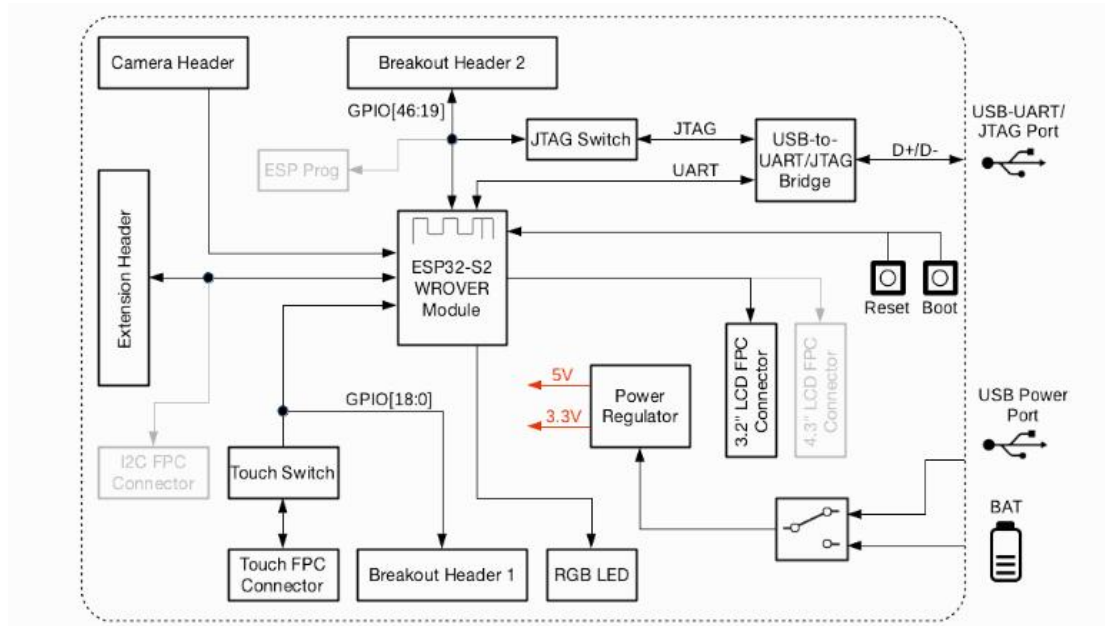 Camera Header
Breakout Header 2
GPIO[46:19]
USB-UART/
JTAG Port
JTAG Switch
JTAG
USB-to-
UART/JTAG
Bridge
D+/D-
ESP Prog
UART
Extension Header
ESP32-S2
WROVER
Module
Reset
Boot
5V
3.3V
Power
Regulator
3.2" LCD FPC
Connector
4.3" LCD FPC
Connector
USB Power
Port
GPIO[18:0]
I2C FPC
Connector
Touch Switch
BAT
Touch FPC
Connector
Breakout Header 1
RGB LED